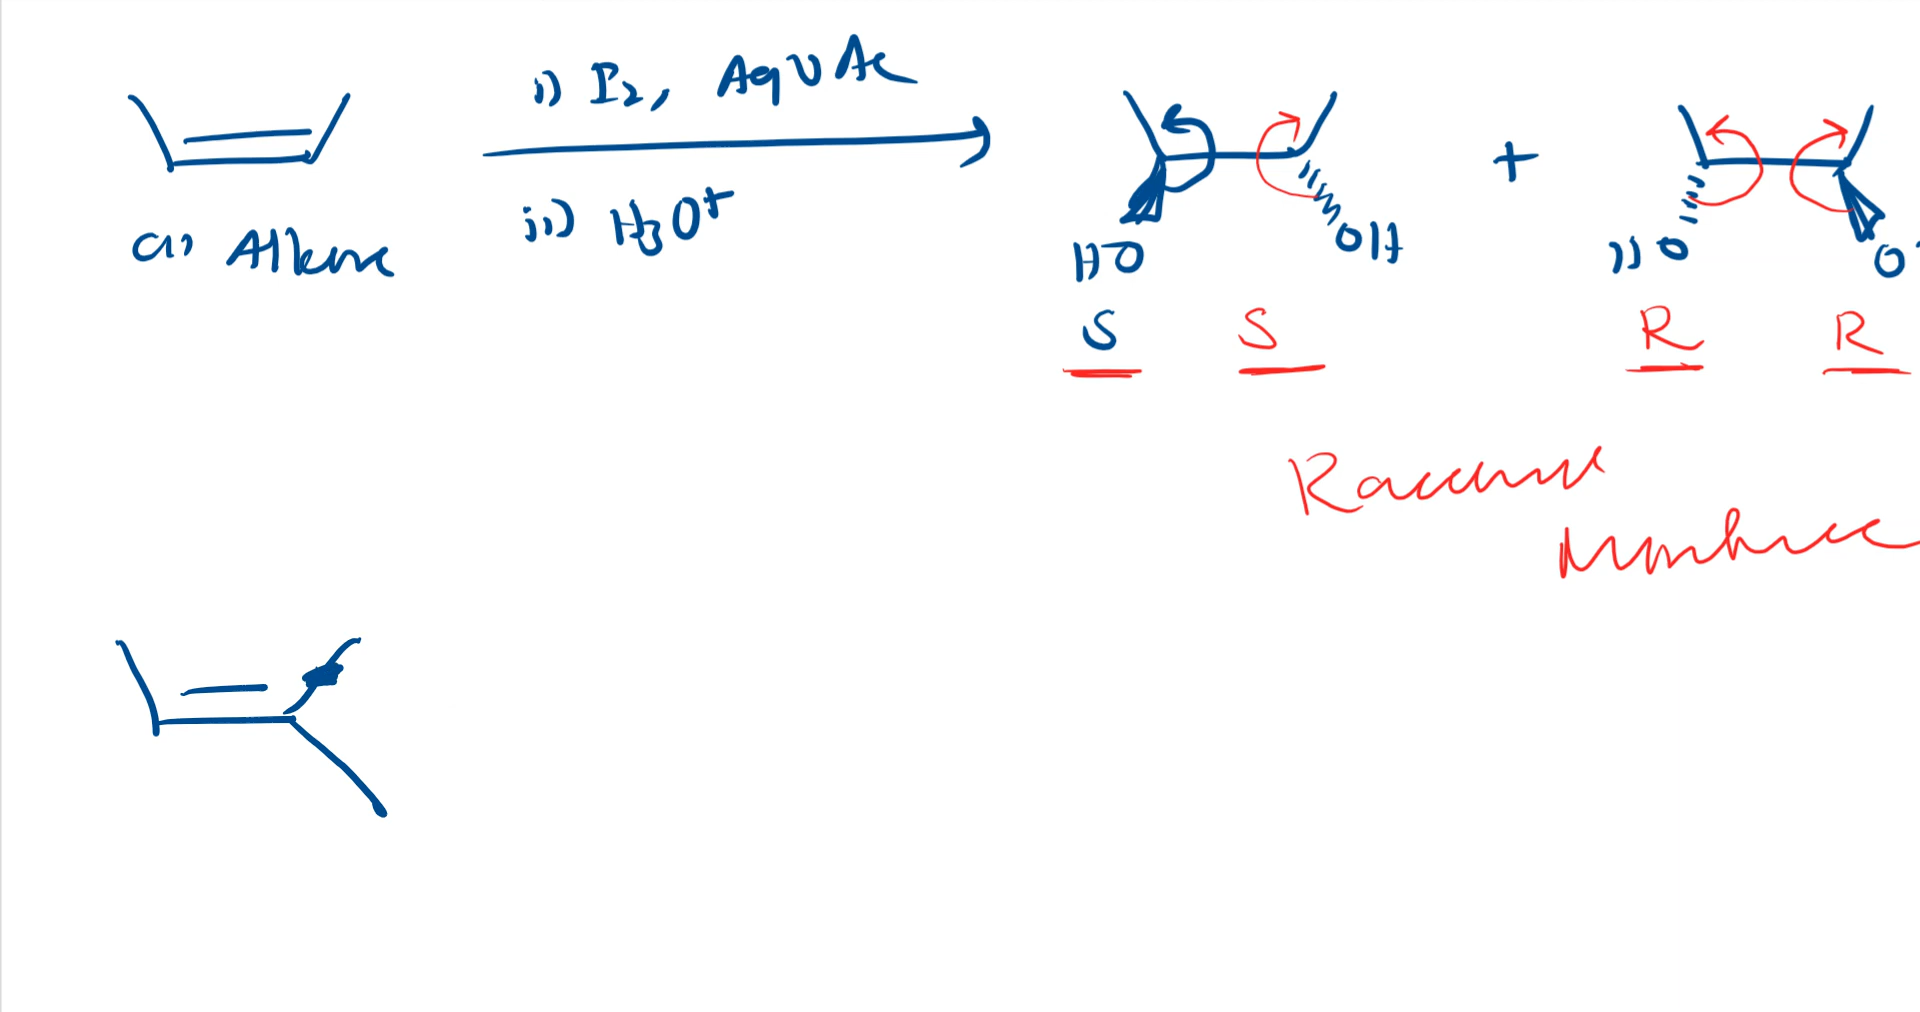 i) I₂, AgOAc
ii) H₃O⁺
cis Alkene
HO OH + HO O
S S R R
Racemic
Mixture